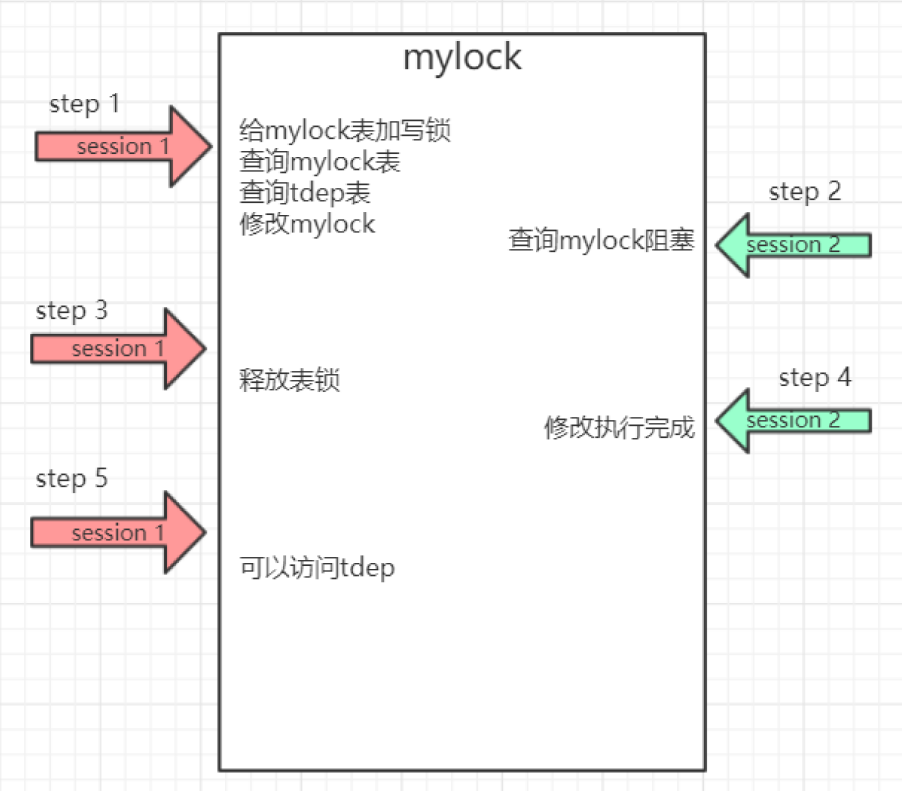 mylock
step 1
session 1
给mylock表加写锁
查询mylock表
查询tdep表
修改mylock
step 2
session 2
查询mylock阻塞
step 3
session 1
释放表锁
step 4
session 2
修改执行完成
step 5
session 1
可以访问tdep